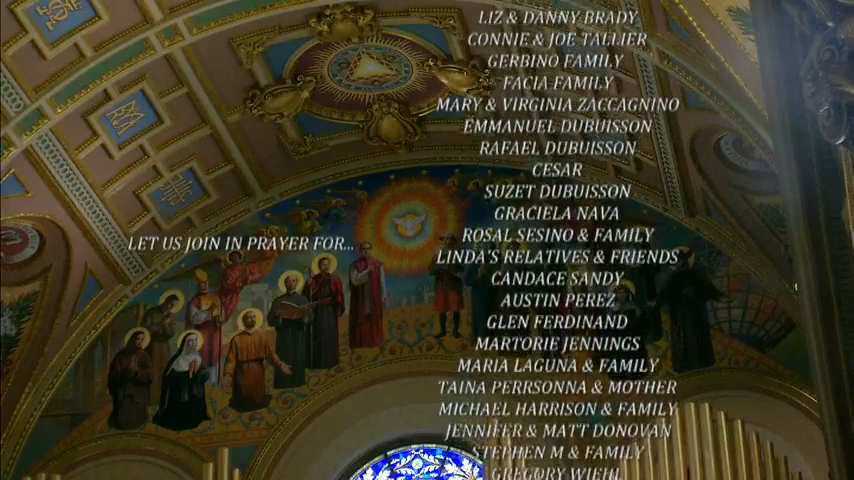 LET US JOIN IN PRAYER FOR...
LIZ & DANNY BRADY
CONNIE & JOE TALLIER
GERBINO FAMILY
FACIA FAMILY
MARY & VIRGINIA ZACCAGNINO
EMMANUEL DUBUISSON
RAFAEL DUBUISSON
CESAR
SUZET DUBUISSON
GRACIELA NAVA
ROSAL SESINO & FAMILY
LINDA'S RELATIVES & FRIENDS
CANDACE SANDY
AUSTIN PEREZ
GLEN FERDINAND
MARTORIE JENNINGS
MARIA LAGUNA & FAMILY
TAINA PERRSONNA & MOTHER
MICHAEL HARRISON & FAMILY
JENNIFER & MATT DONOVAN
STEPHEN M & FAMILY
GREGORY WIEHL